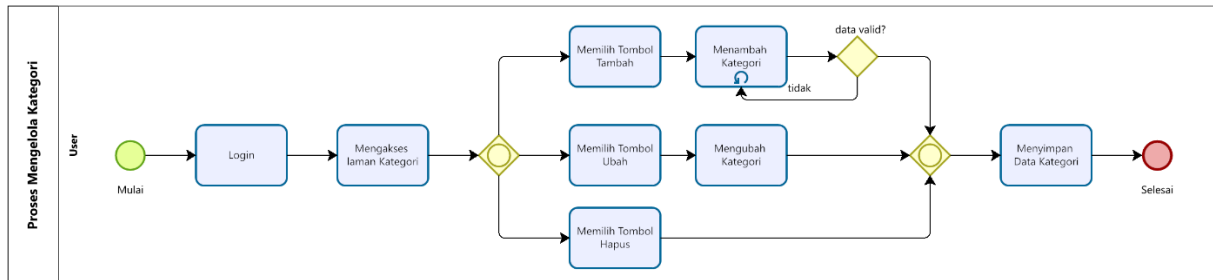 Proses Mengelola Kategori
User
Mulai
Login
Mengakses
laman Kategori
Memilih Tombol
Tambah
Menambah
Kategori
data valid?
tidak
Memilih Tombol
Ubah
Mengubah
Kategori
Memilih Tombol
Hapus
Menyimpan
Data Kategori
Selesai